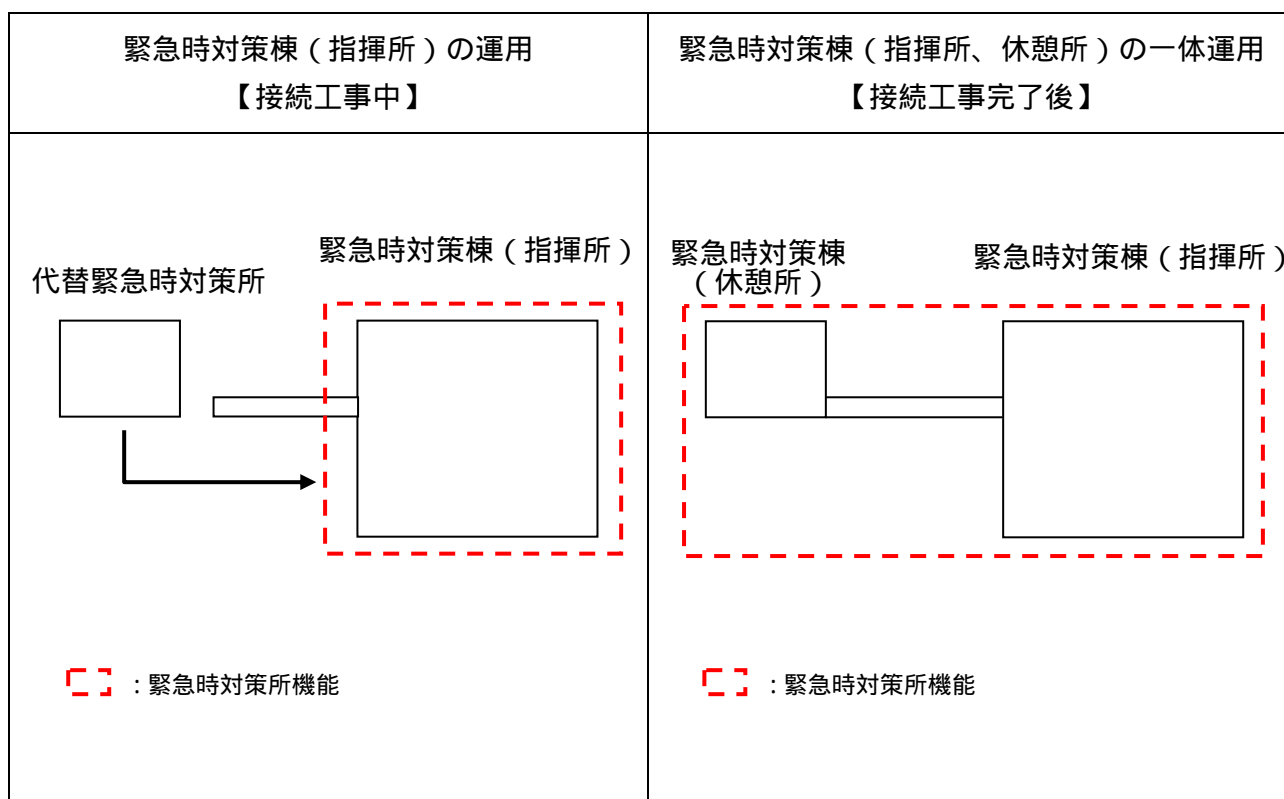 緊急時対策棟（指揮所）の運用
【接続工事中】
緊急時対策棟（指揮所、休憩所）の一体運用
【接続工事完了後】
代替緊急時対策所
緊急時対策棟（指揮所）
：緊急時対策所機能
緊急時対策棟
（休憩所）
緊急時対策棟（指揮所）
：緊急時対策所機能